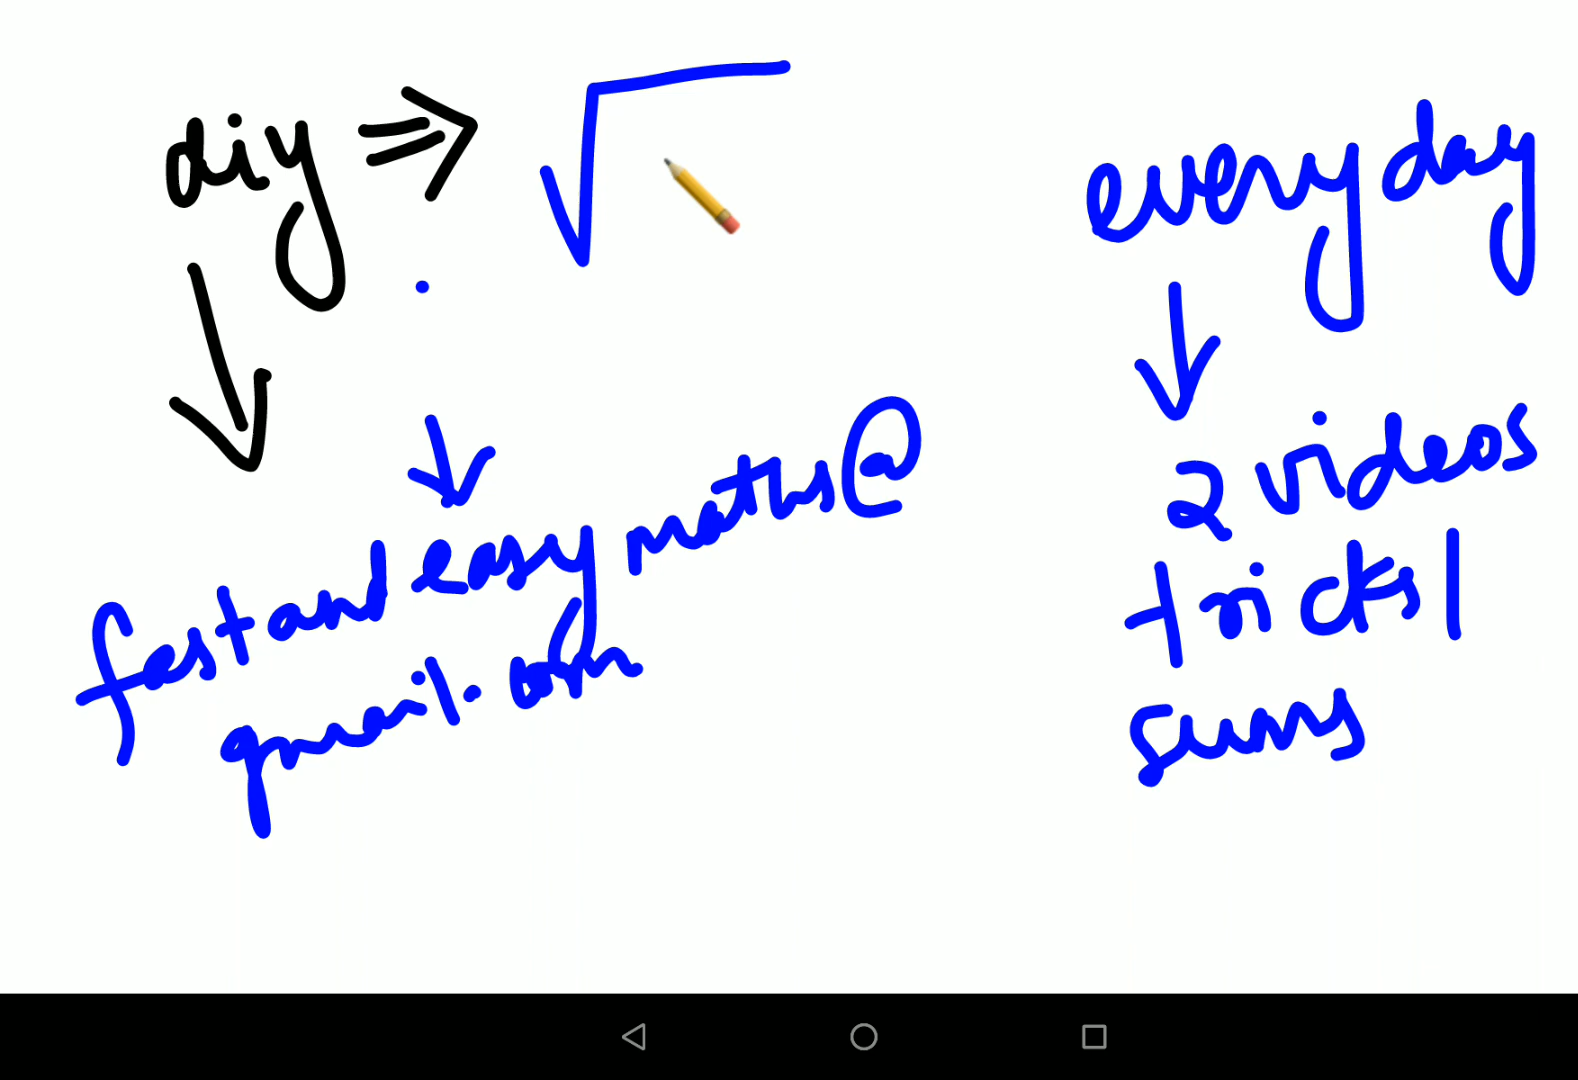 diy ⇒ √
everyday
↓
2 videos
tricks|
sums
fastandeasymaths@
gmail.com